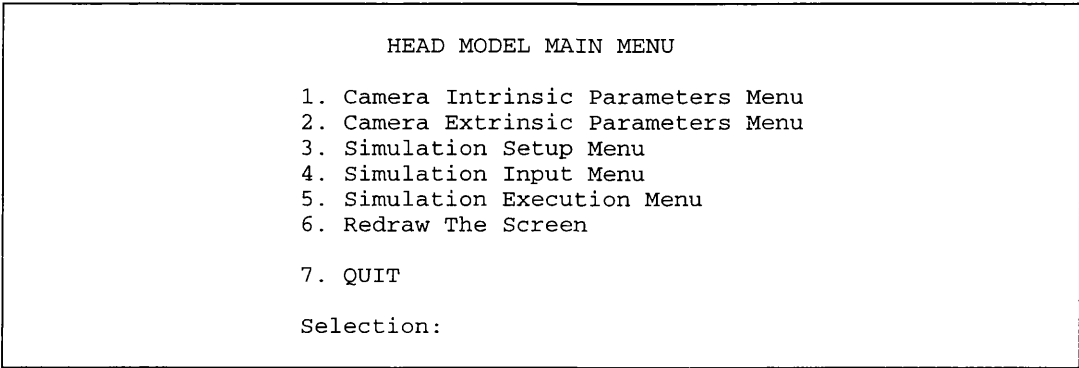 HEAD MODEL MAIN MENU
1. Camera Intrinsic Parameters Menu
2. Camera Extrinsic Parameters Menu
3. Simulation Setup Menu
4. Simulation Input Menu
5. Simulation Execution Menu
6. Redraw The Screen
7. QUIT
Selection: